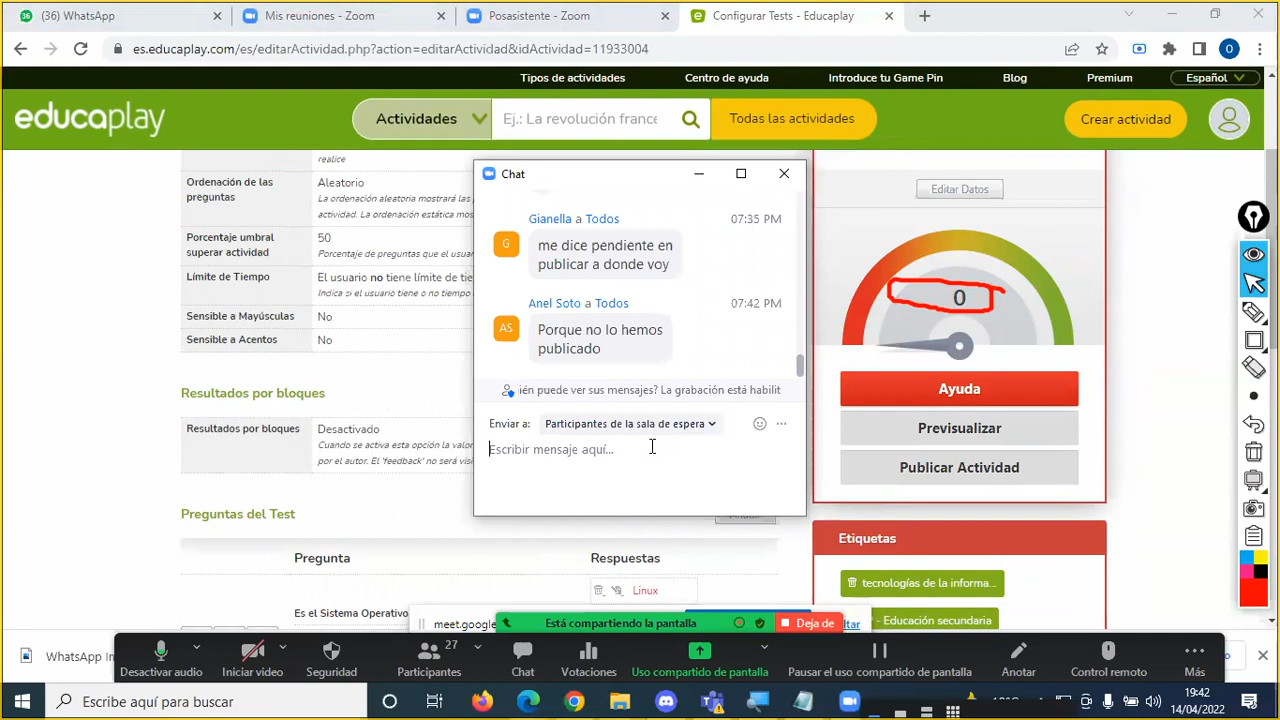 (36) WhatsApp
Mis reuniones - Zoom
Posasistente - Zoom
Configurar Tests - Educaplay
es.educaplay.com/es/editarActividad.php?action=editarActividad&idActividad=11933004
O
Tipos de actividades
Centro de ayuda
Introduce tu Game Pin
Blog
Premium
Español
educaplay
Actividades
Ej.: La revolución france
Todas las actividades
Crear actividad
realice
Ordenación de las
preguntas
Aleatorio
La ordenación aleatoria mostrará las
actividad. La ordenación estática mos
Porcentaje umbral
superar actividad
50
Porcentaje de preguntas que el usua
Límite de Tiempo
El usuario no tiene límite de tie
Indica si el usuario tiene o no tiempo
Sensible a Mayúsculas
No
Sensible a Acentos
No
Resultados por bloques
Resultados por bloques
Desactivado
Cuando se activa esta opción la valor
por el autor. El 'feedback' no será visi
Preguntas del Test
Pregunta
Respuestas
Linux
Es el Sistema Operativo
Chat
Gianella a Todos
07:35 PM
G
me dice pendiente en
publicar a donde voy
Anel Soto a Todos
07:42 PM
AS
Porque no lo hemos
publicado
ién puede ver sus mensajes? La grabación está habilit
Enviar a:
Participantes de la sala de espera
Escribir mensaje aquí...
Editar Datos
0
Ayuda
Previsualizar
Publicar Actividad
Etiquetas
tecnologías de la informa...
- Educación secundaria
meet.google
Está compartiendo la pantalla
Deja de
ltar
WhatsApp In
Desactivar audio
Iniciar video
Seguridad
27
Participantes
Chat
Votaciones
Uso compartido de pantalla
Pausar el uso compartido de pantalla
Anotar
Control remoto
Más
Escribe aquí para buscar
19:42
14/04/2022